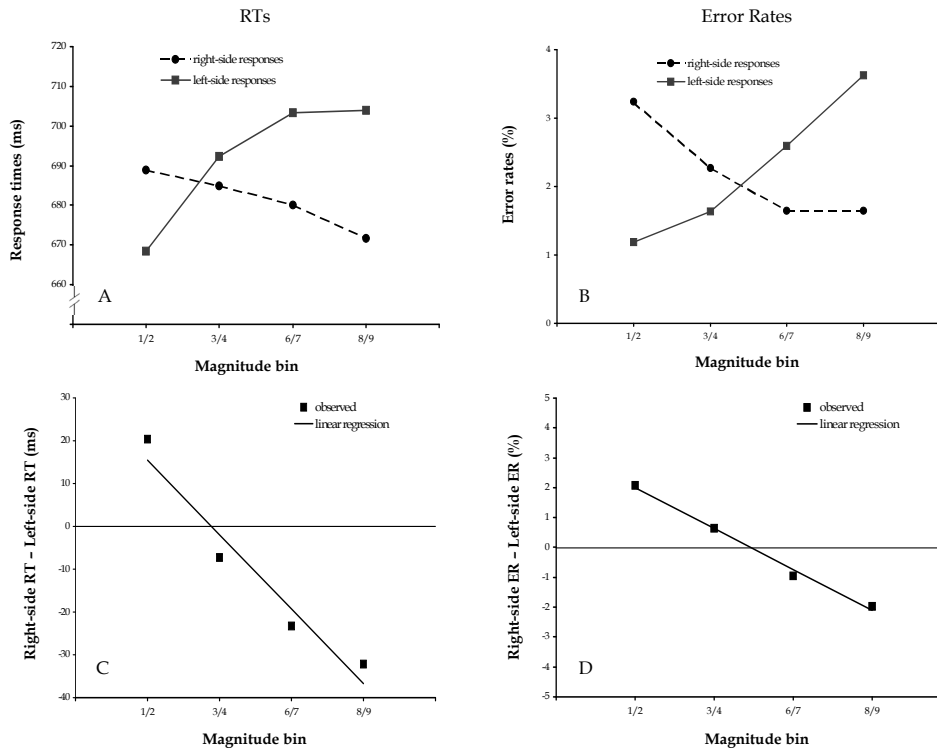 RTs
Error Rates
720
710
700
690
680
670
660
Response times (ms)
right-side responses
left-side responses
A
1/2
3/4
6/7
8/9
Magnitude bin
4
3
2
1
0
Error rates (%)
right-side responses
left-side responses
B
1/2
3/4
6/7
8/9
Magnitude bin
30
20
10
0
-10
-20
-30
-40
Right-side RT – Left-side RT (ms)
observed
linear regression
C
1/2
3/4
6/7
8/9
Magnitude bin
5
4
3
2
1
0
-1
-2
-3
-4
-5
Right-side ER – Left-side ER (%)
observed
linear regression
D
1/2
3/4
6/7
8/9
Magnitude bin